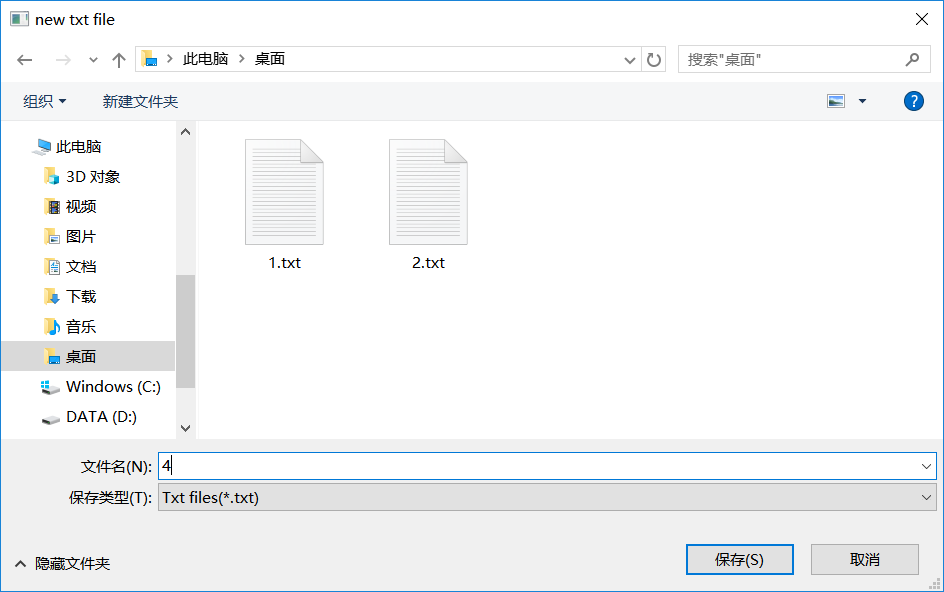 new txt file
此电脑 桌面
搜索"桌面"
组织
新建文件夹
?
此电脑
3D 对象
视频
图片
文档
下载
音乐
桌面
Windows (C:)
DATA (D:)
1.txt
2.txt
文件名(N): 4
保存类型(T): Txt files(*.txt)
隐藏文件夹
保存(S)
取消